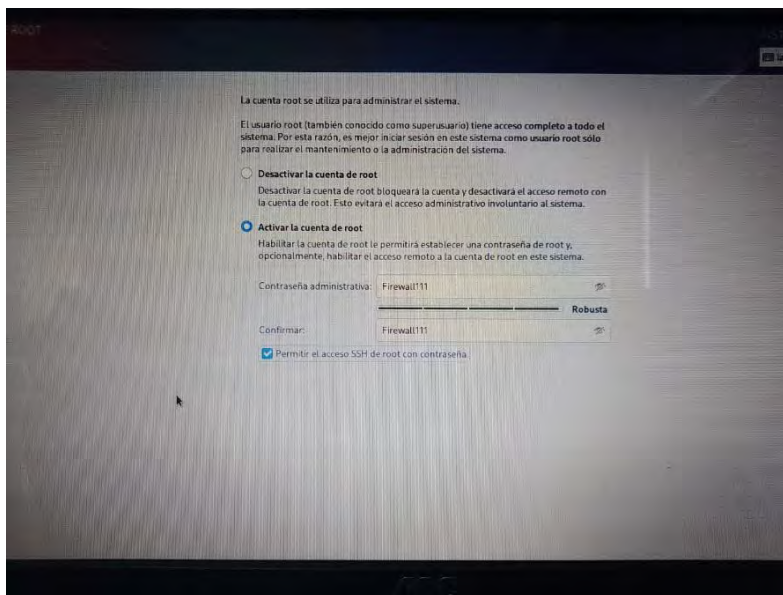 ROOT
La cuenta root se utiliza para administrar el sistema.
El usuario root (también conocido como superusuario) tiene acceso completo a todo el
sistema. Por esta razón, es mejor iniciar sesión en este sistema como usuario root sólo
para realizar el mantenimiento o la administración del sistema.
Desactivar la cuenta de root
Desactivar la cuenta de root bloqueará la cuenta y desactivará el acceso remoto con
la cuenta de root. Esto evitará el acceso administrativo involuntario al sistema.
Activar la cuenta de root
Habilitar la cuenta de root le permitirá establecer una contraseña de root y,
opcionalmente, habilitar el acceso remoto a la cuenta de root en este sistema.
Contraseña administrativa: Firewall111
Robusta
Confirmar: Firewall111
Permitir el acceso SSH de root con contraseña